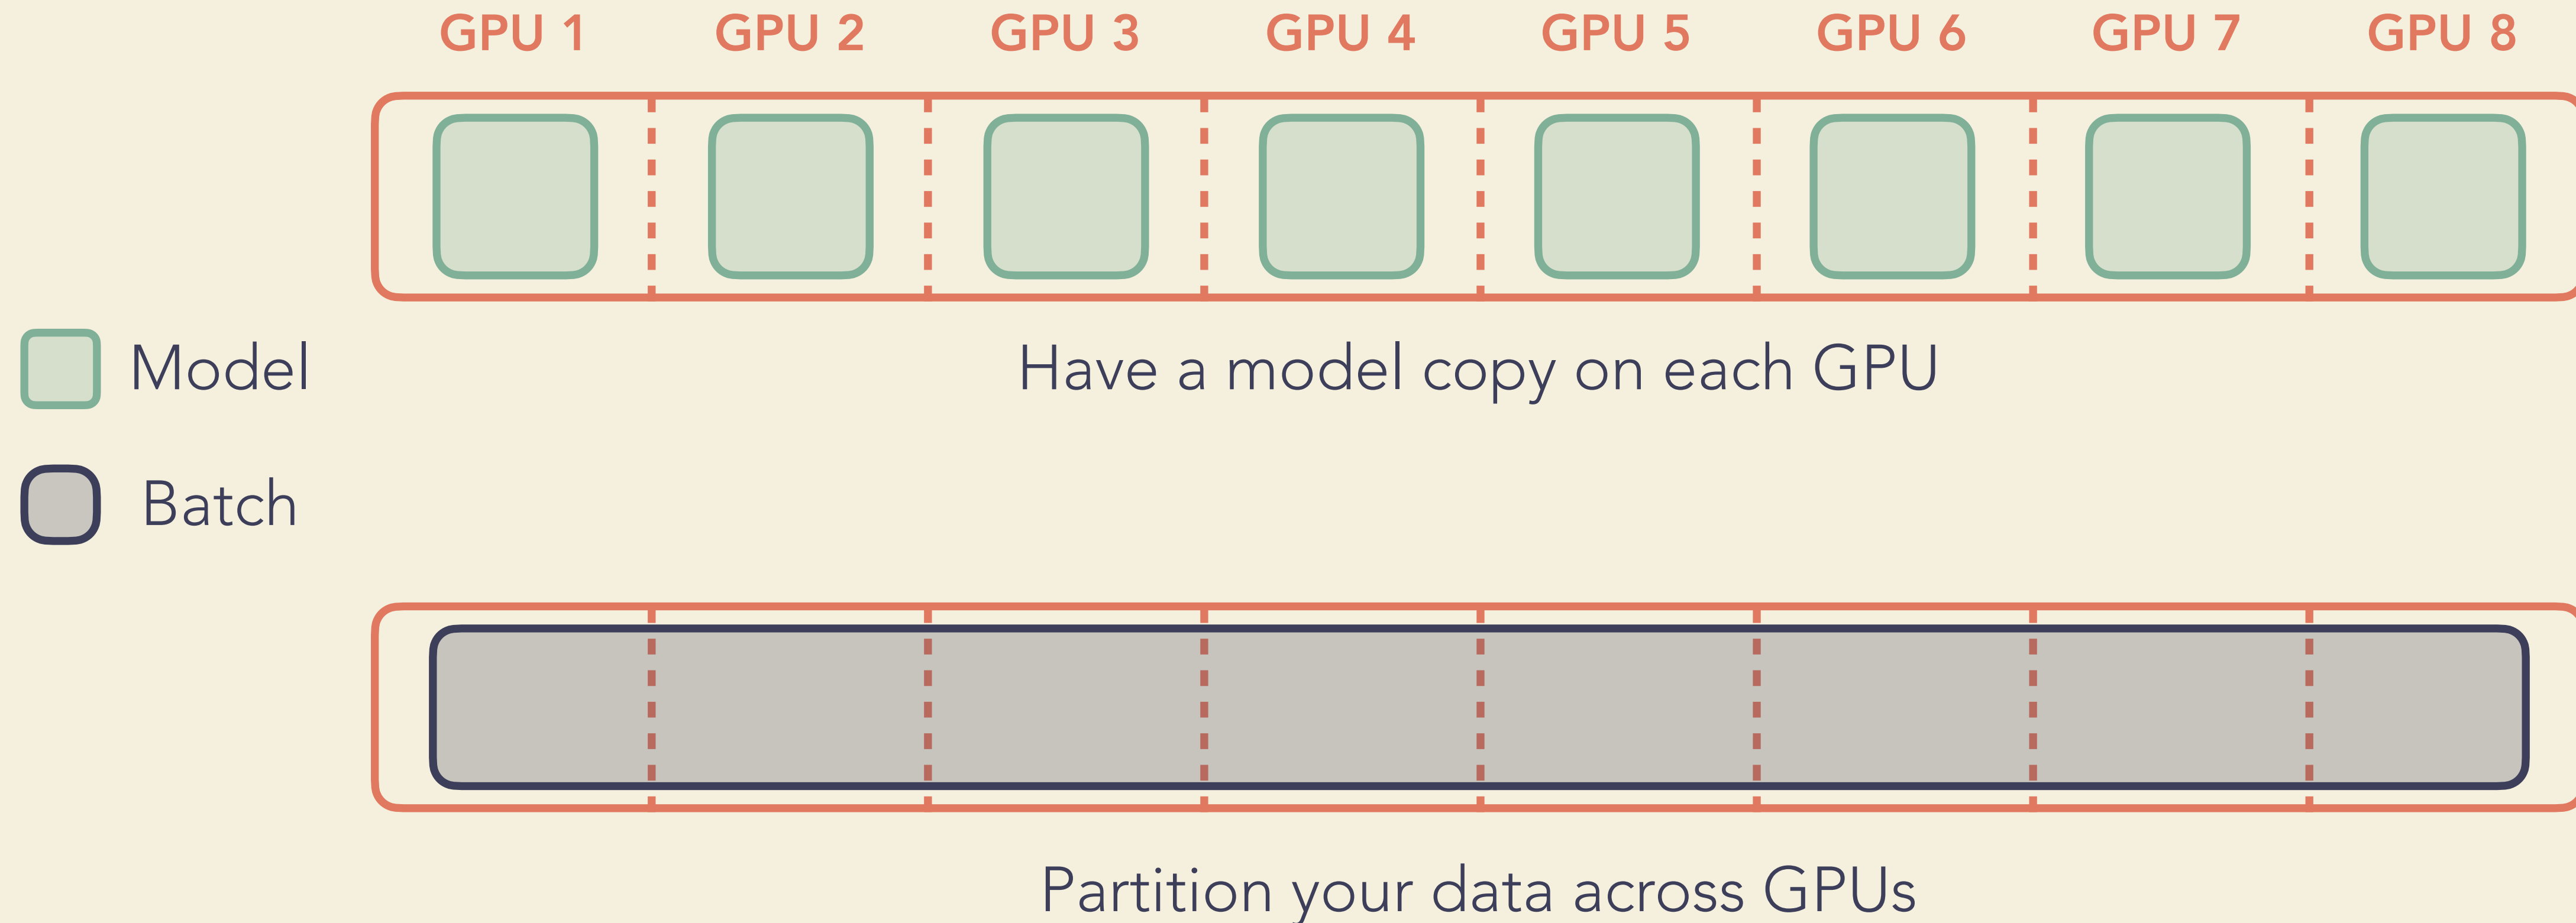 GPU 1 GPU 2 GPU 3 GPU 4 GPU 5 GPU 6 GPU 7 GPU 8
Model
Have a model copy on each GPU
Batch
Partition your data across GPUs